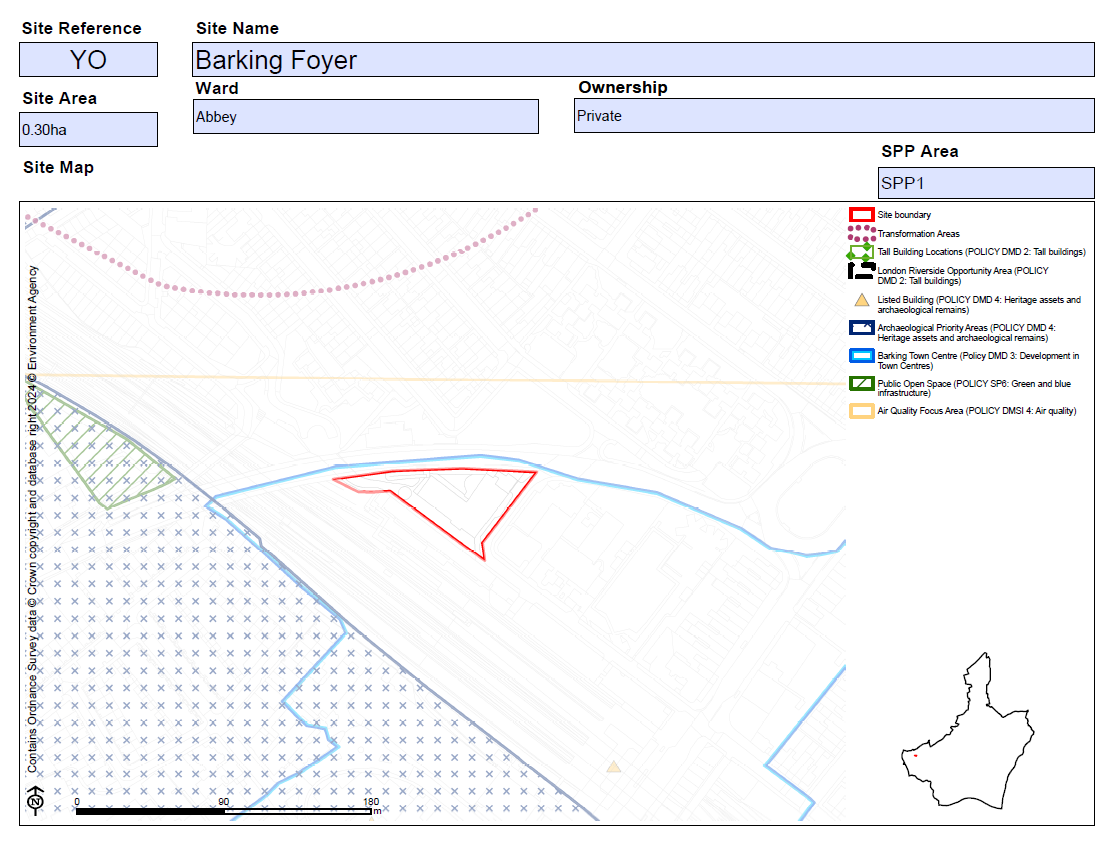 Site Reference
Site Name
YO
Barking Foyer
Site Area
Ward
Ownership
0.30ha
Abbey
Private
Site Map
SPP Area
SPP1
Contains Ordnance Survey data © Crown copyright and database right 2024 © Environment Agency
Site boundary
Transformation Areas
Tall Building Locations (POLICY DMD 2: Tall buildings)
London Riverside Opportunity Area (POLICY
DMD 2: Tall buildings)
Listed Building (POLICY DMD 4: Heritage assets and
archaeological remains)
Archaeological Priority Areas (POLICY DMD 4:
Heritage assets and archaeological remains)
Barking Town Centre (Policy DMD 3: Development in
Town Centres)
Public Open Space (POLICY SP6: Green and blue
infrastructure)
Air Quality Focus Area (POLICY DMSI 4: Air quality)
N
0 90 180
m